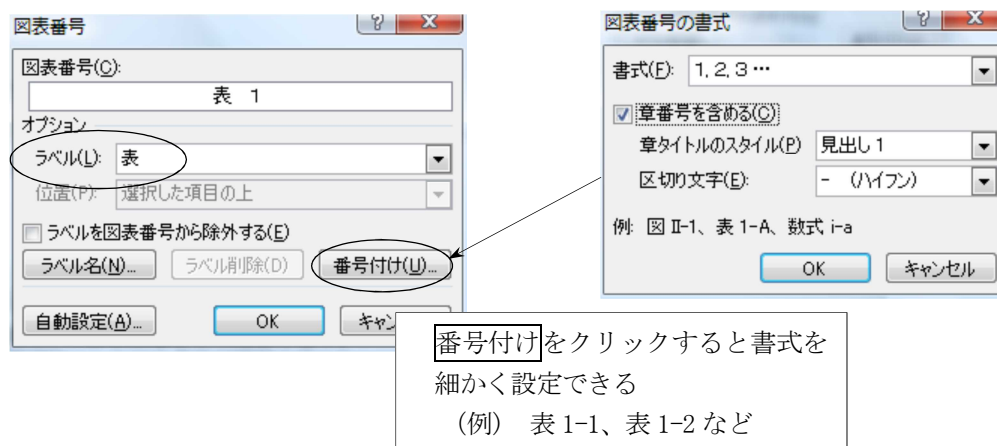 図表番号
図表番号(C):
表 1
オプション
ラベル(L): 表
位置(P): 選択した項目の上
ラベルを図表番号から除外する(E)
ラベル名(N)... ラベル削除(D) 番号付け(U)...
自動設定(A)... OK
図表番号の書式
書式(F): 1, 2, 3 …
章番号を含める(C)
章タイトルのスタイル(P) 見出し 1
区切り文字(E): - (ハイフン)
例: 図 II-1、表 1-A、数式 i-a
OK キャンセル
番号付けをクリックすると書式を
細かく設定できる
(例) 表 1-1、表 1-2 など